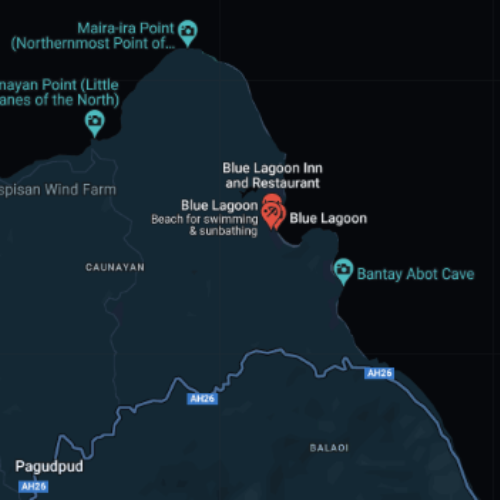 Maira-ira Point
(Northernmost Point of...
nayan Point (Little
anes of the North)
Blue Lagoon Inn
and Restaurant
spisan Wind Farm
Blue Lagoon
Beach for swimming
& sunbathing
Blue Lagoon
CAUNAYAN
Bantay Abot Cave
AH26
AH26
BALAOI
Pagudpud
AH26